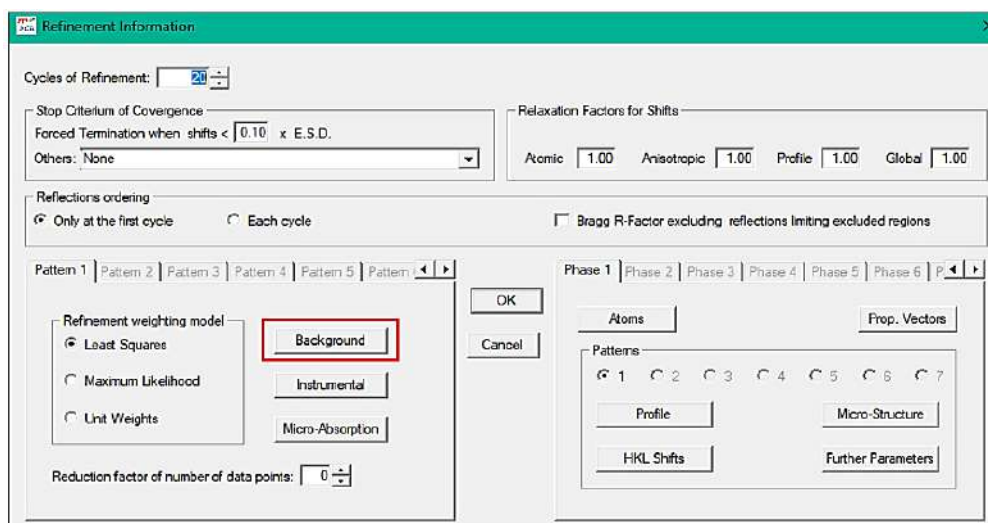 Refinement Information
Cycles of Refinement: 20
Stop Criterium of Covergence
Forced Termination when shifts < 0.10 x E.S.D.
Others: None
Relaxation Factors for Shifts
Atomic 1.00 Anisotropic 1.00 Profile 1.00 Global 1.00
Reflections ordering
Only at the first cycle Each cycle
Bragg R-Factor excluding reflections limiting excluded regions
Pattern 1 Pattern 2 Pattern 3 Pattern 4 Pattern 5 Pattern
Refinement weighting model
Least Squares
Maximum Likelihood
Unit Weights
Background
Instrumental
Micro-Absorption
Reduction factor of number of data points: 0
OK
Cancel
Phase 1 Phase 2 Phase 3 Phase 4 Phase 5 Phase 6 P
Atoms Prop. Vectors
Patterns
1 2 3 4 5 6 7
Profile Micro-Structure
HKL Shifts Further Parameters